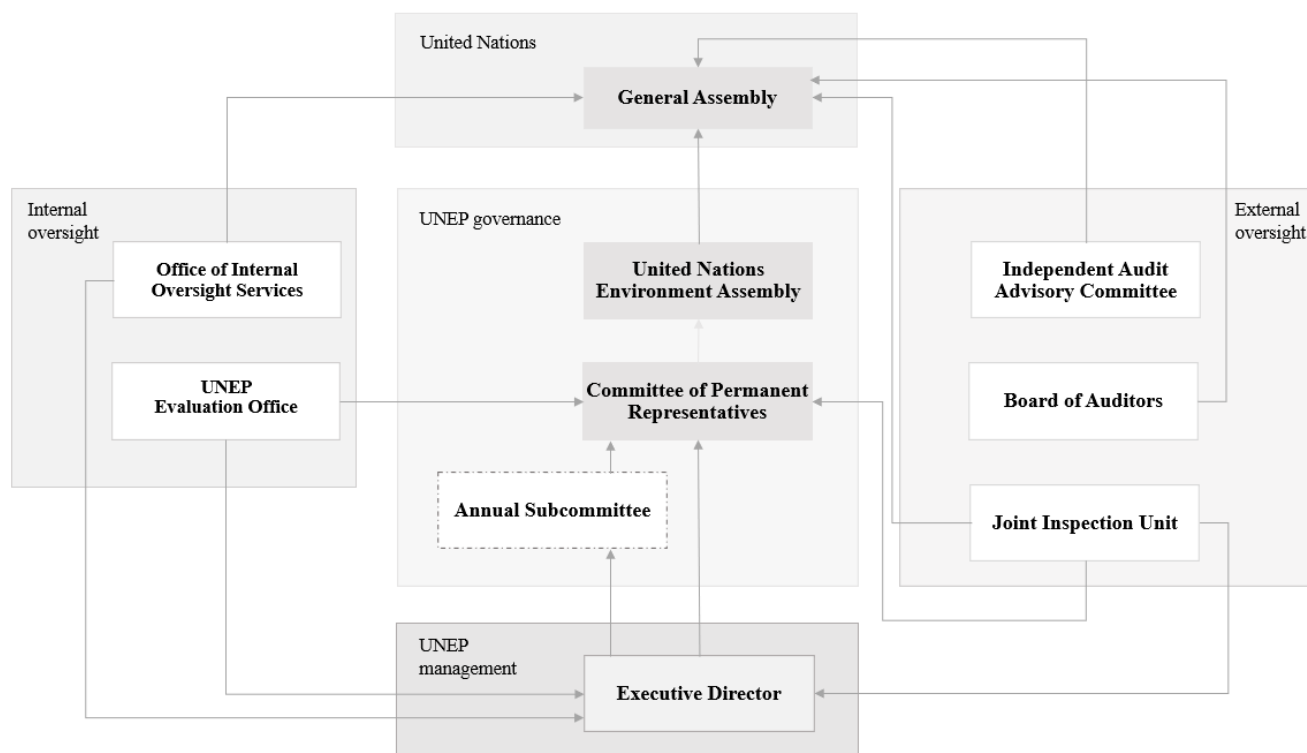 United Nations
General Assembly
Internal
oversight
Office of Internal
Oversight Services
UNEP
Evaluation Office
UNEP governance
United Nations
Environment Assembly
Committee of Permanent
Representatives
Annual Subcommittee
External
oversight
Independent Audit
Advisory Committee
Board of Auditors
Joint Inspection Unit
UNEP
management
Executive Director